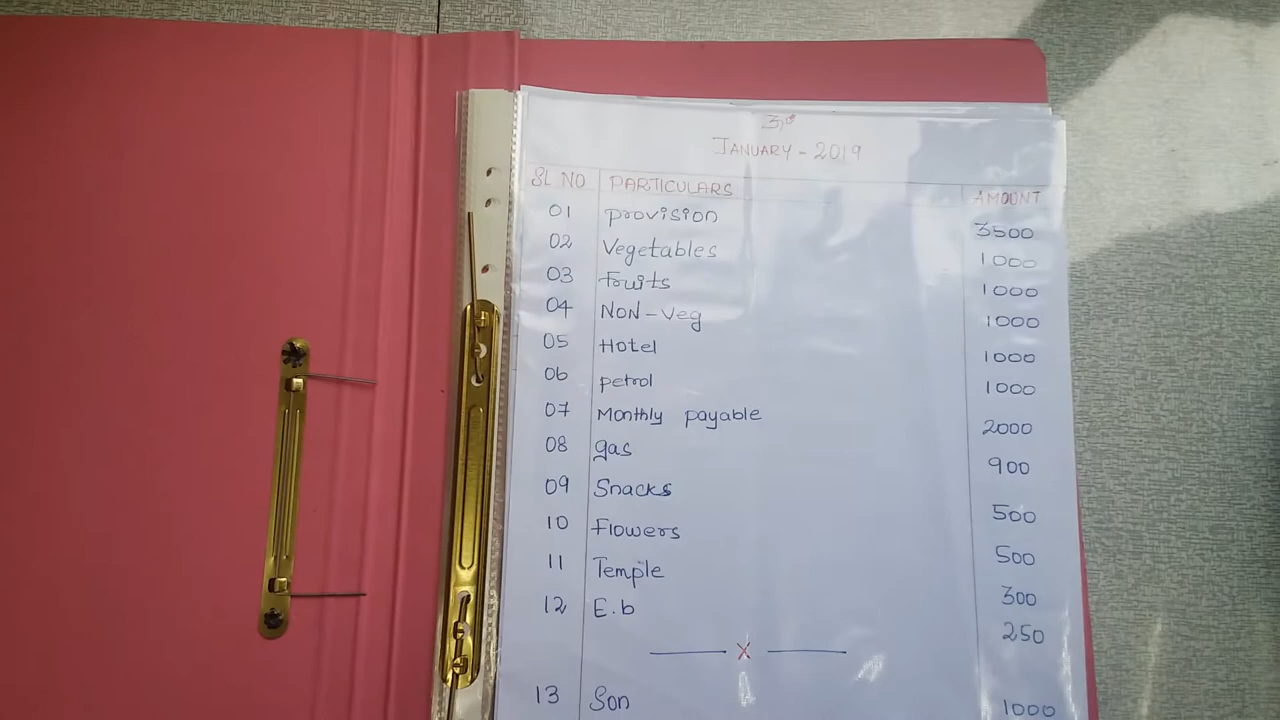 JANUARY - 2019
SL NO PARTICULARS AMOUNT
01 provision 3500
02 Vegetables 1000
03 fruits 1000
04 NON-Veg 1000
05 Hotel 1000
06 petrol 1000
07 Monthly payable 2000
08 gas 900
09 Snacks 500
10 Flowers 500
11 Temple 300
12 E.b 250
X
13 Son 1000